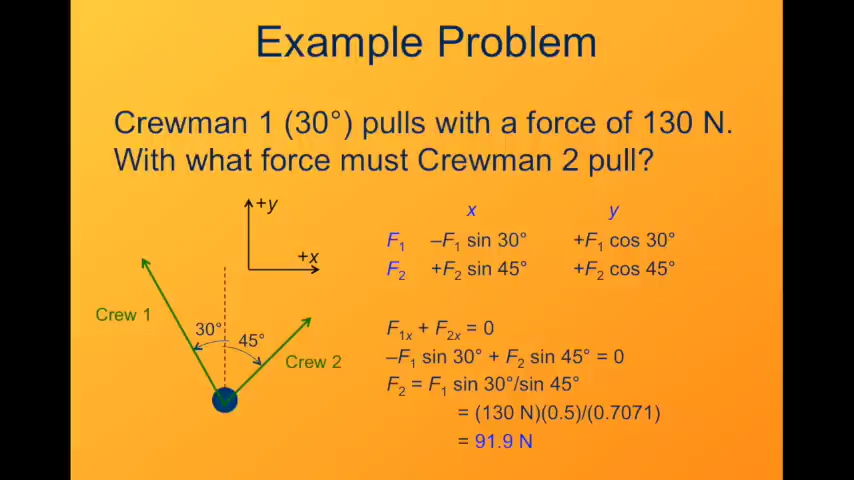 Example Problem
Crewman 1 (30°) pulls with a force of 130 N.
With what force must Crewman 2 pull?
+y
+x
Crew 1
30°
45°
Crew 2
x y
F₁ –F₁ sin 30° +F₁ cos 30°
F₂ +F₂ sin 45° +F₂ cos 45°
F₁ₓ + F₂ₓ = 0
–F₁ sin 30° + F₂ sin 45° = 0
F₂ = F₁ sin 30°/sin 45°
= (130 N)(0.5)/(0.7071)
= 91.9 N